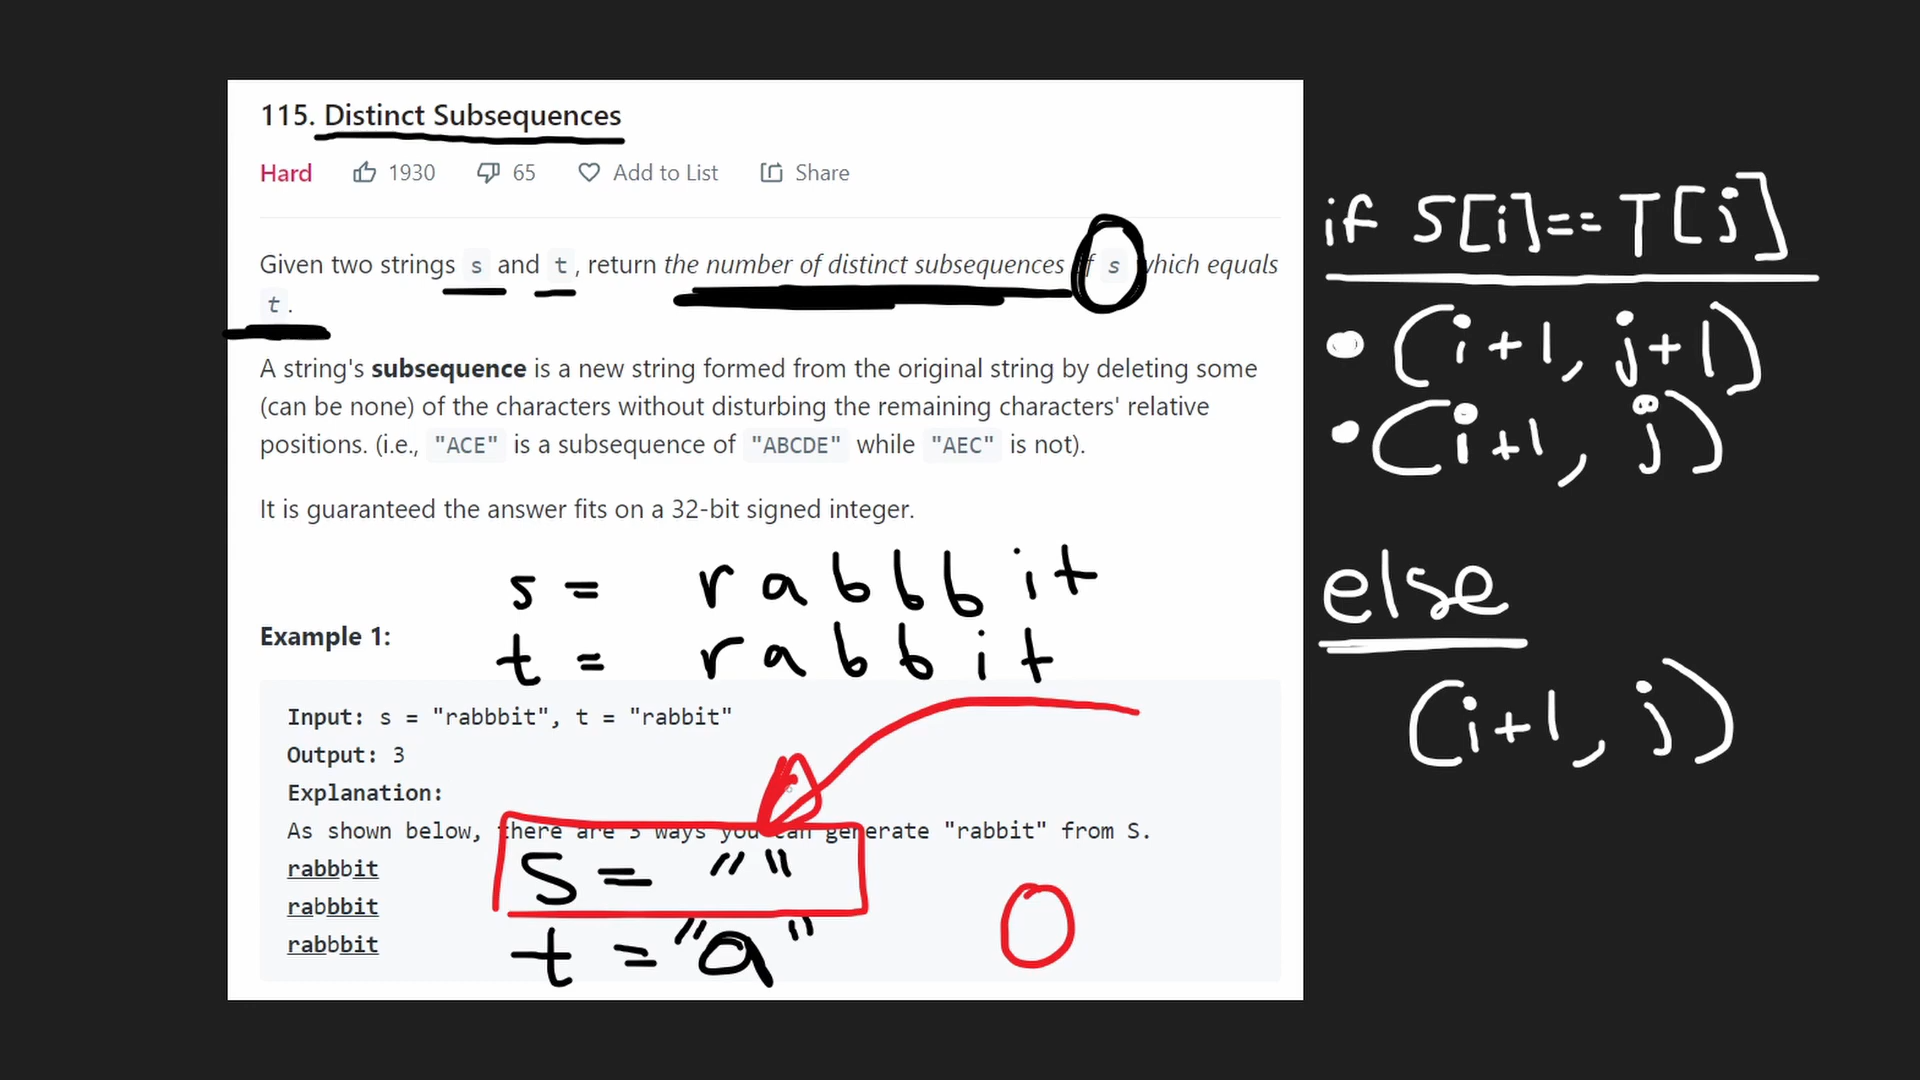 115. Distinct Subsequences
Hard 1930 65 Add to List Share
Given two strings s and t, return the number of distinct subsequences of s which equals
t.
A string's subsequence is a new string formed from the original string by deleting some
(can be none) of the characters without disturbing the remaining characters' relative
positions. (i.e., "ACE" is a subsequence of "ABCDE" while "AEC" is not).
It is guaranteed the answer fits on a 32-bit signed integer.
s = rabbbit
t = rabbit
Example 1:
Input: s = "rabbbit", t = "rabbit"
Output: 3
Explanation:
As shown below, there are 3 ways you can generate "rabbit" from S.
rabbbit
rabbbit
rabbbit
S = ""
t = "a"
0
if S[i]==T[j]
• (i+1, j+1)
• (i+1, j)
else
(i+1, j)